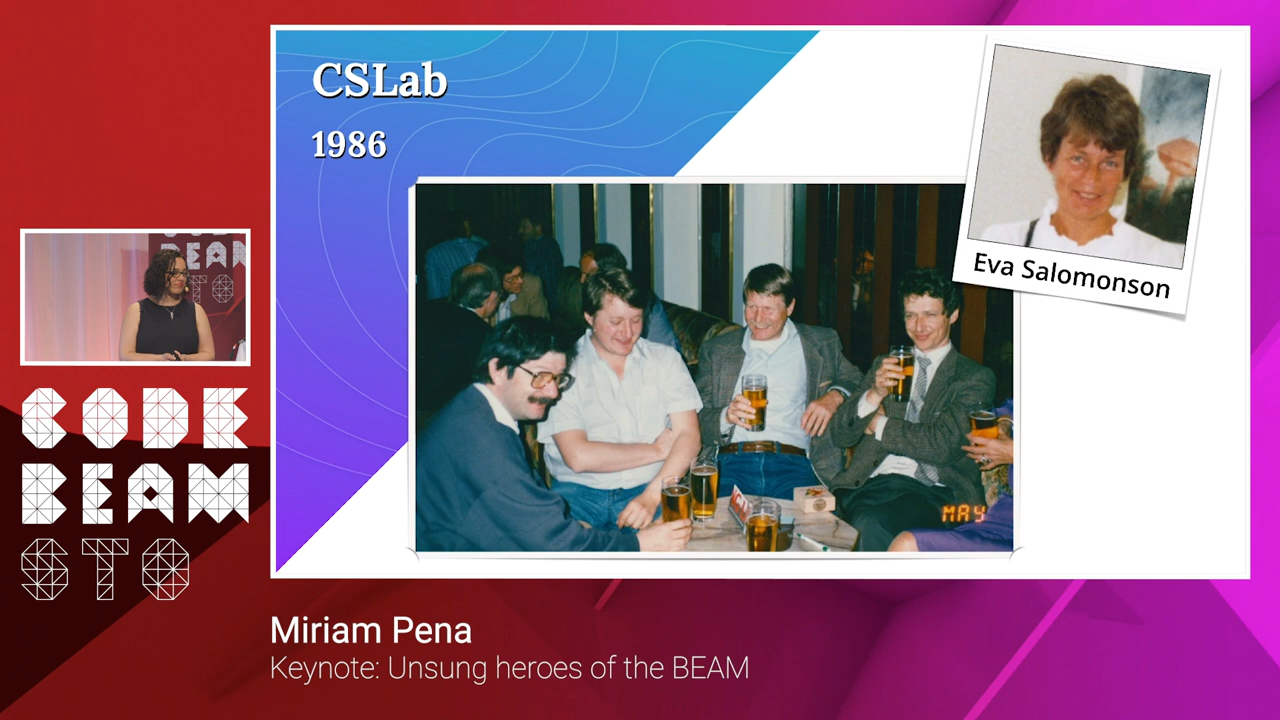 CSLab
1986
Eva Salomonson
MAY
CODE
BEAM
STO
Miriam Pena
Keynote: Unsung heroes of the BEAM